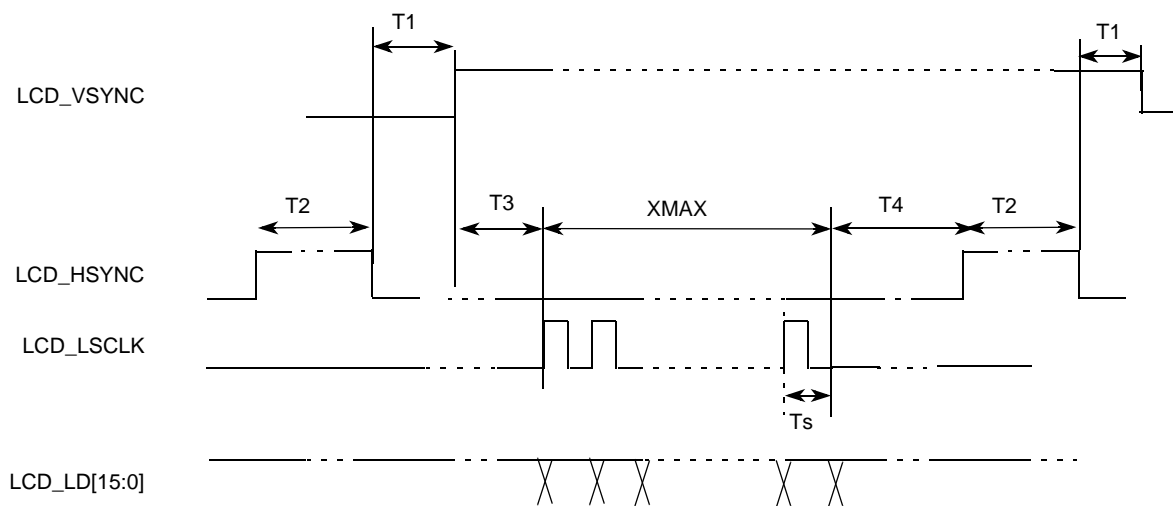 T1
T1
LCD_VSYNC
T2
T3
XMAX
T4
T2
LCD_HSYNC
LCD_LSCLK
Ts
LCD_LD[15:0]